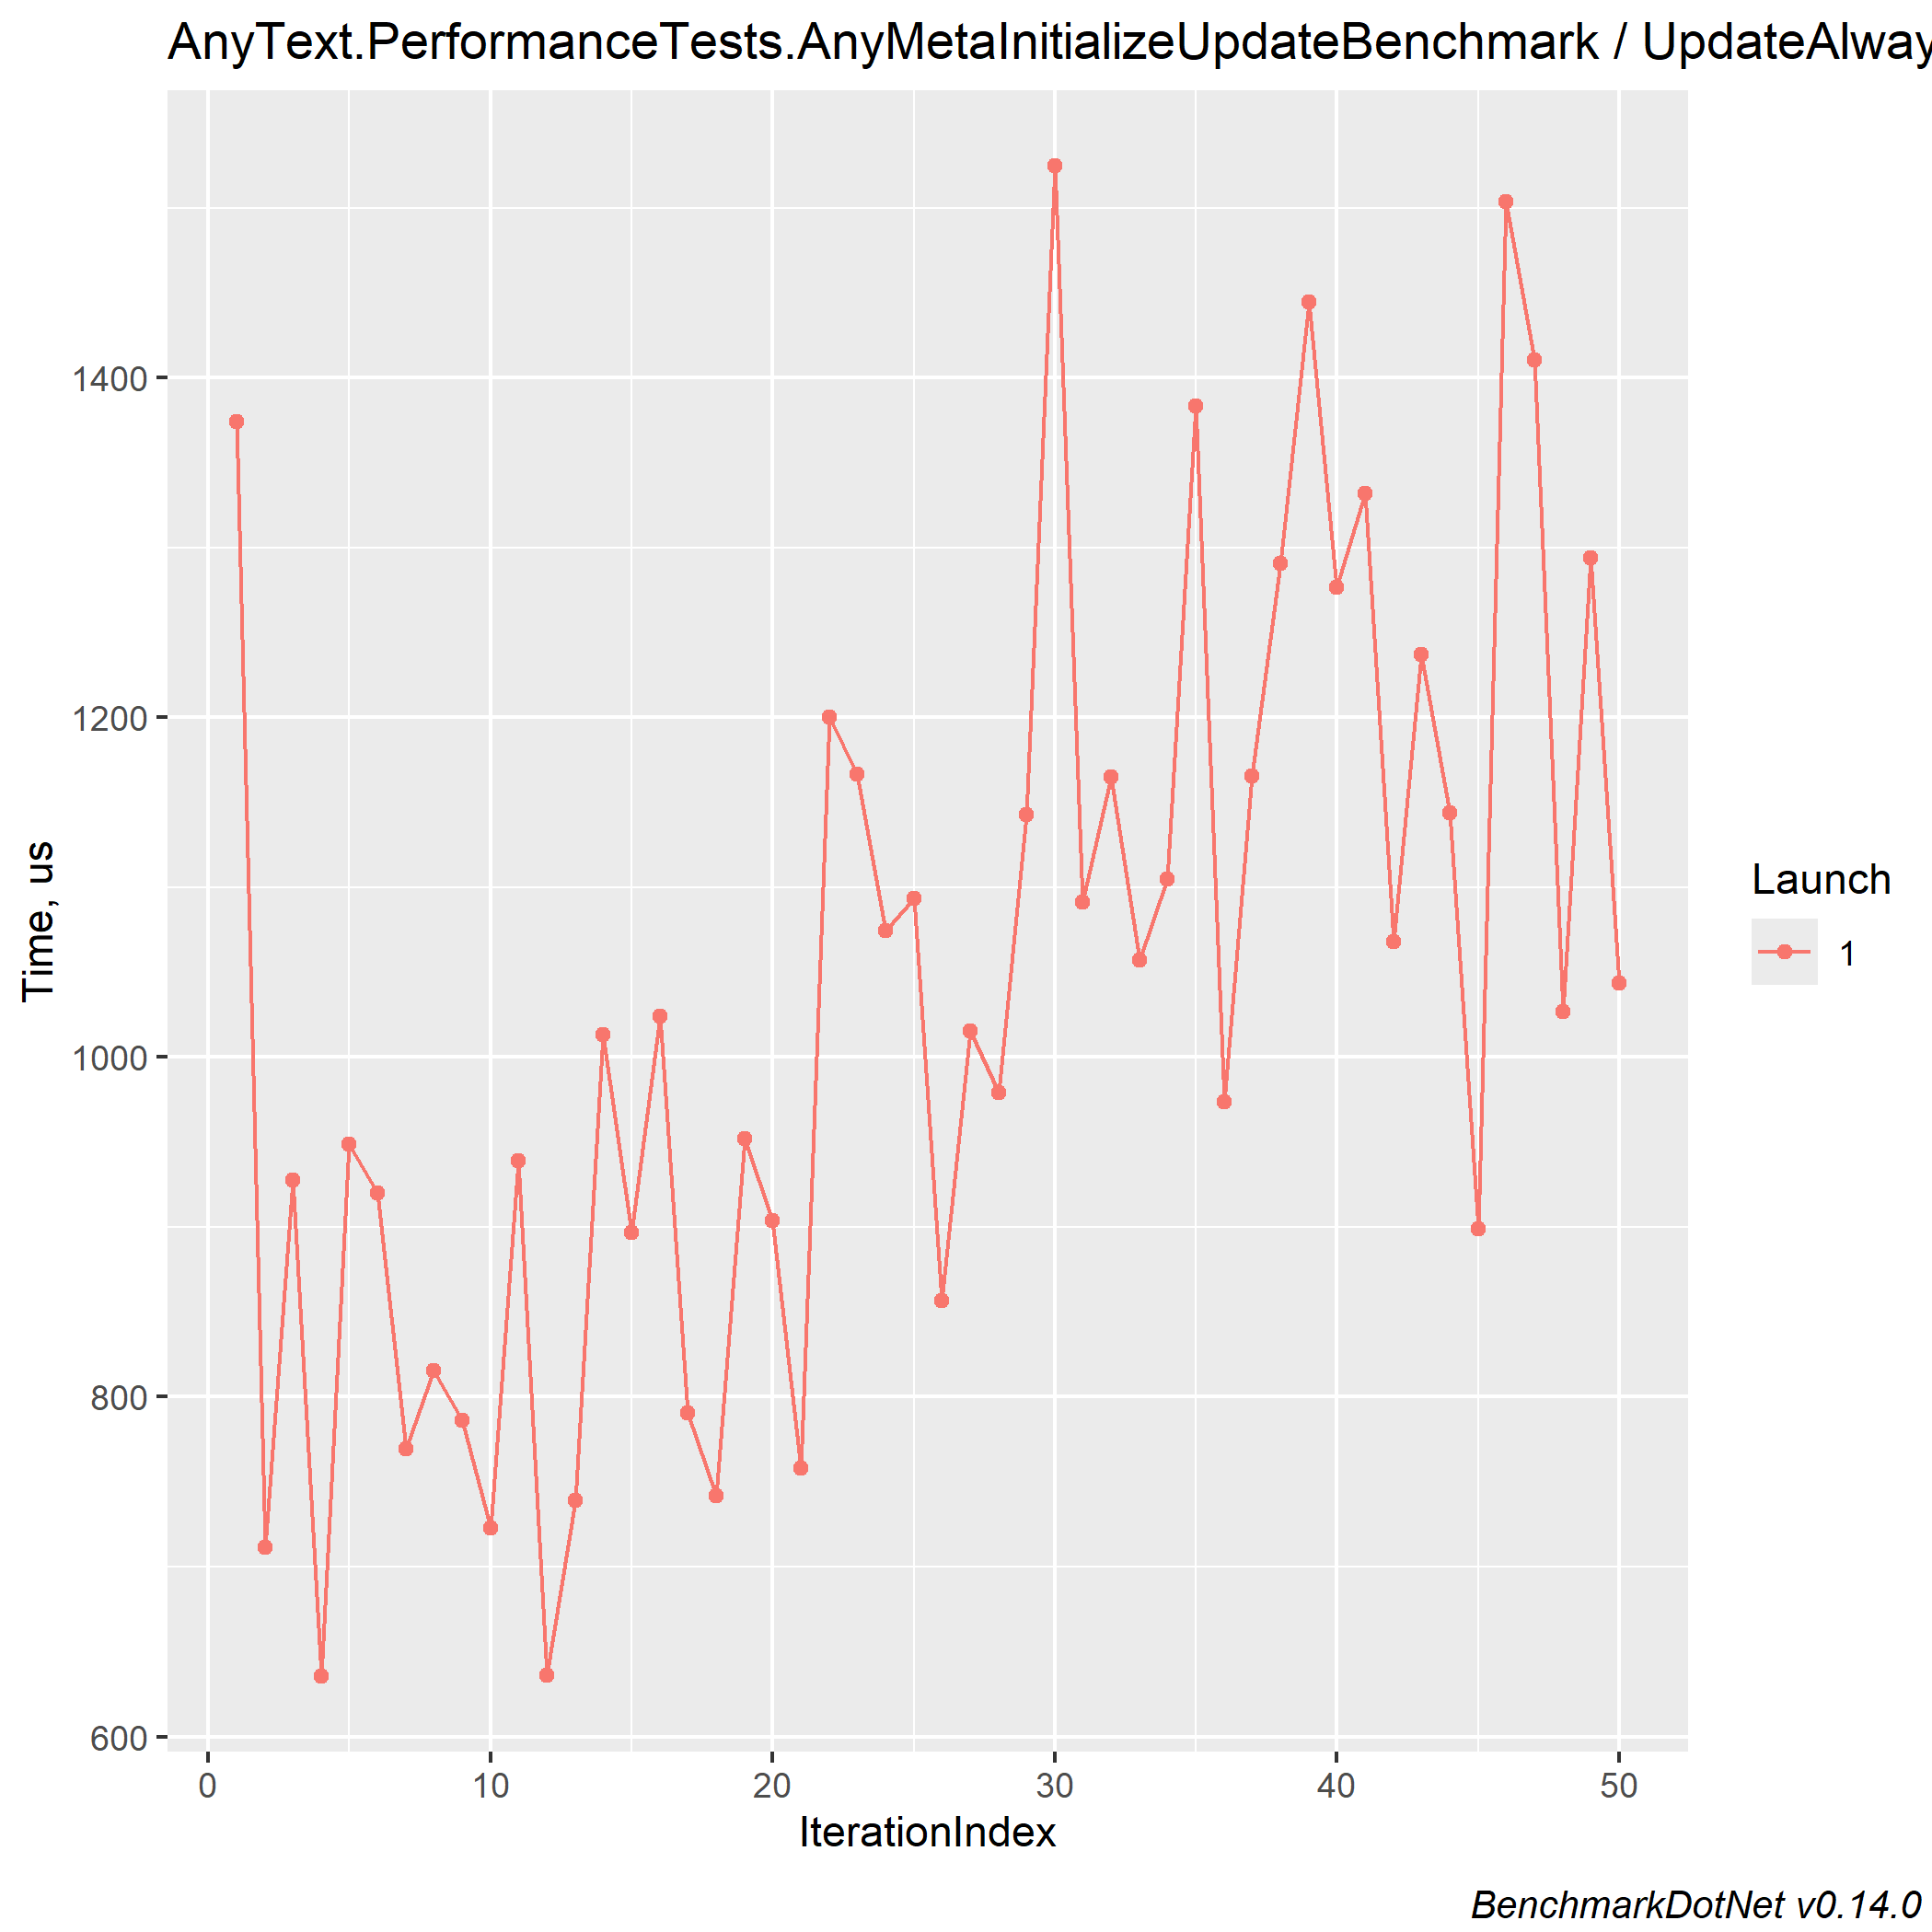 AnyText.PerformanceTests.AnyMetaInitializeUpdateBenchmark / UpdateAlway
1400
1200
1000
800
600
Time, us
0 10 20 30 40 50
IterationIndex
Launch
1
BenchmarkDotNet v0.14.0